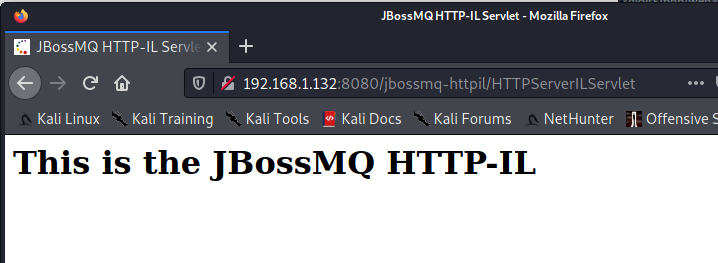 JBossMQ HTTP-IL Servlet - Mozilla Firefox
JBossMQ HTTP-IL Servle
192.168.1.132:8080/jbossmq-httpil/HTTPServerILServlet
Kali Linux Kali Training Kali Tools Kali Docs Kali Forums NetHunter Offensive S
This is the JBossMQ HTTP-IL